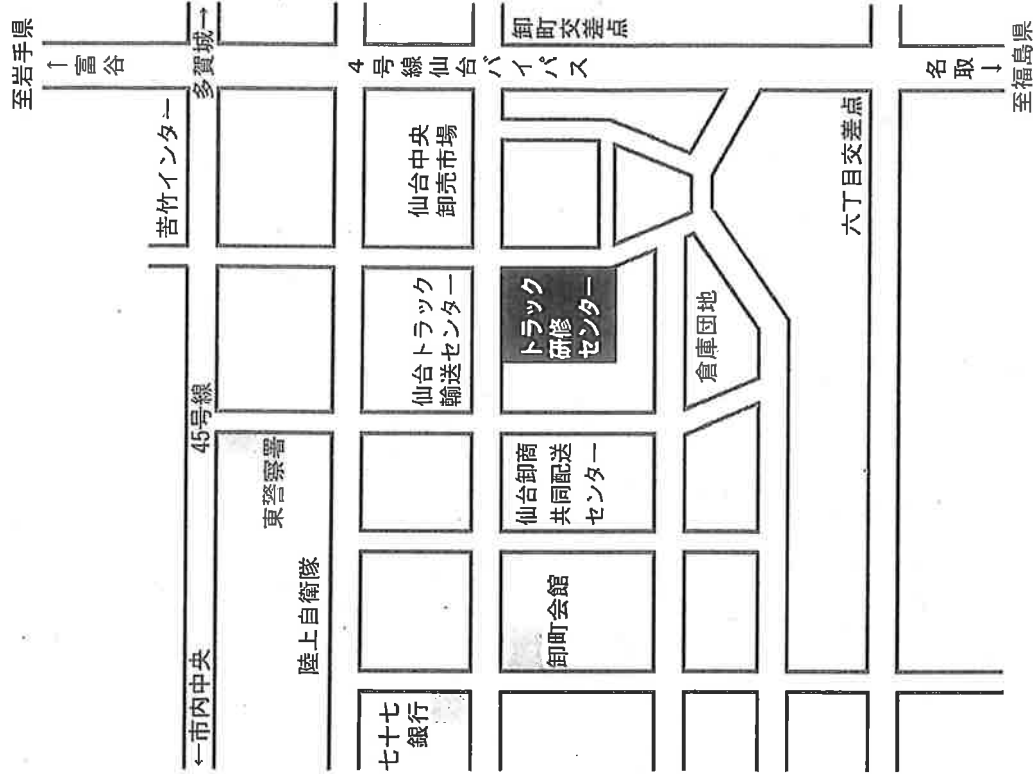 至岩手県
↑
富谷
多賀城→
苦竹インター
4号線仙台バイパス
卸町交差点
名取
↓
至福島県
45号線
←市内中央
東警察署
陸上自衛隊
七十七
銀行
仙台中央
卸売市場
仙台トラック
輸送センター
トラック
研修
センター
仙台卸商
共同配送
センター
卸町会館
倉庫団地
六丁目交差点